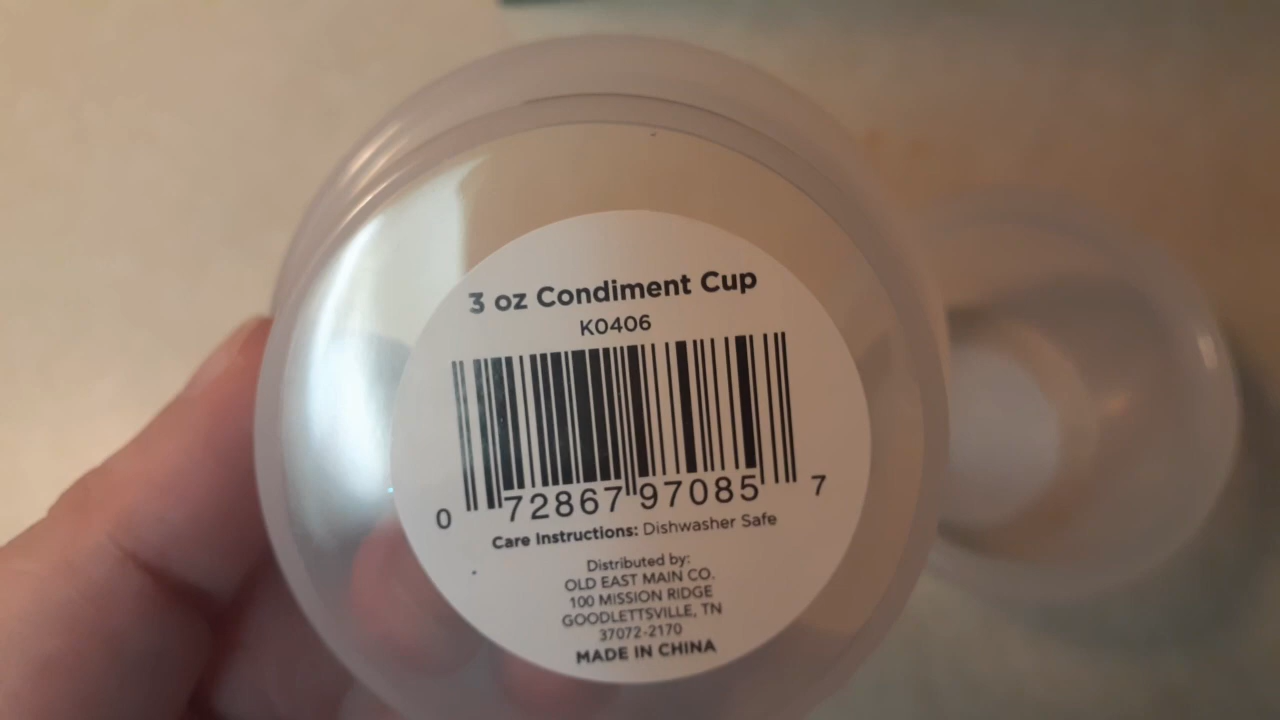 3 oz Condiment Cup
K0406
0 72867 97085 7
Care Instructions: Dishwasher Safe
Distributed by:
OLD EAST MAIN CO.
100 MISSION RIDGE
GOODLETTSVILLE, TN
37072-2170
MADE IN CHINA